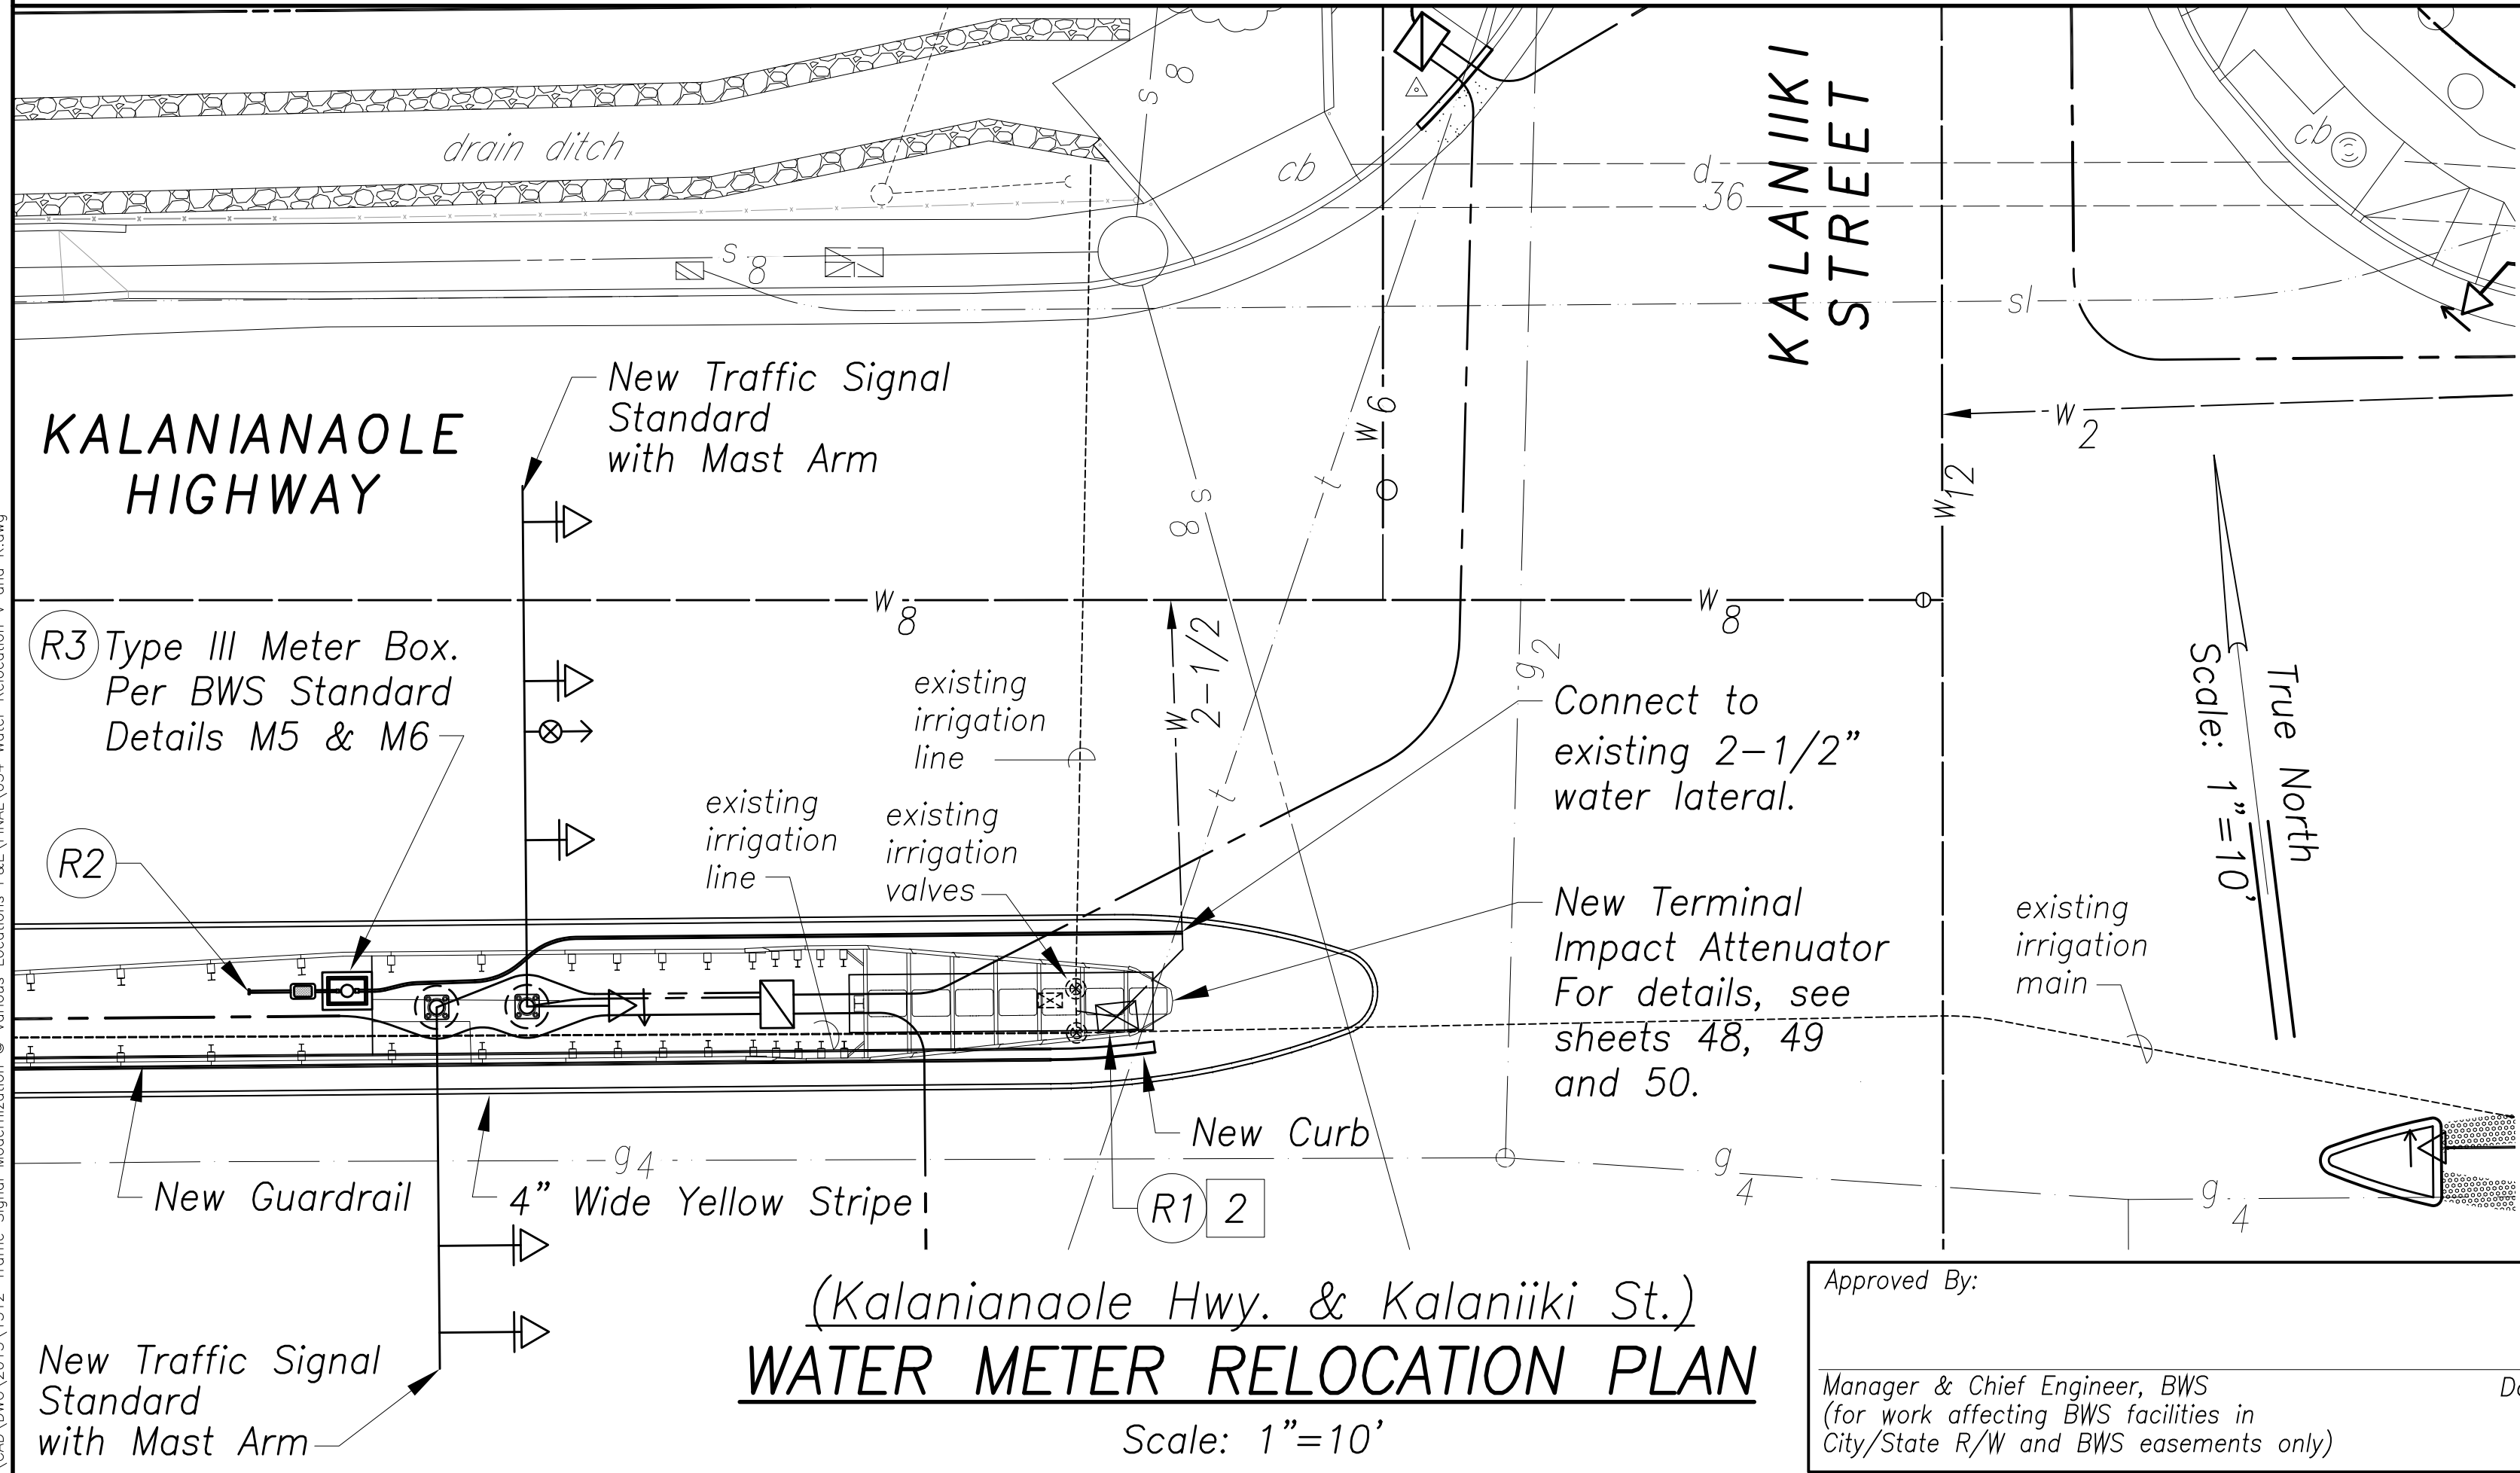 drain ditch
s
8
s
8
cb
d
36
cb
sl
KALANIIKI
STREET
KALANIANAOLE
HIGHWAY
New Traffic Signal
Standard
with Mast Arm
W 6
8 s
t
W12
W
2
W
8
W
8
R3
Type III Meter Box.
Per BWS Standard
Details M5 & M6
W
2-1/2
g2
existing
irrigation
line
Connect to
existing 2-1/2"
water lateral.
True North
Scale: 1"=10'
R2
existing
irrigation
line
existing
irrigation
valves
t
New Terminal
Impact Attenuator
For details, see
sheets 48, 49
and 50.
existing
irrigation
main
New Curb
g4
g
4
g
4
New Guardrail
4" Wide Yellow Stripe
R1
2
New Traffic Signal
Standard
with Mast Arm
(Kalanianaole Hwy. & Kalaniiki St.)
WATER METER RELOCATION PLAN
Scale: 1"=10'
Approved By:
Manager & Chief Engineer, BWS
(for work affecting BWS facilities in
City/State R/W and BWS easements only)